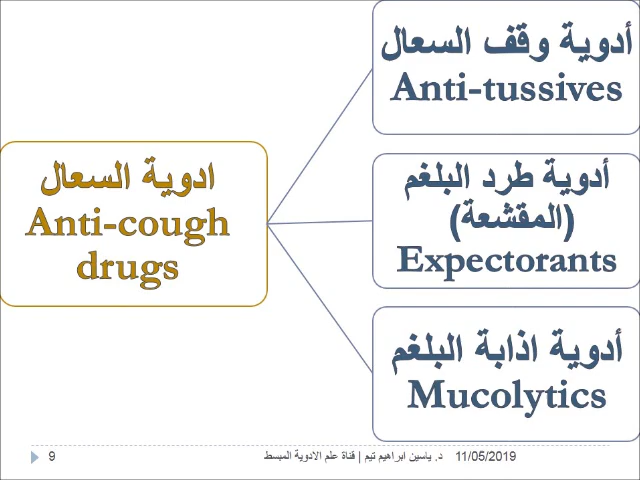 أدوية وقف السعال
Anti-tussives
ادوية السعال
Anti-cough
drugs
أدوية طرد البلغم
(المقشعة)
Expectorants
أدوية اذابة البلغم
Mucolytics
9
د. ياسين ابراهيم تيم | قناة علم الادوية المبسط
11/05/2019